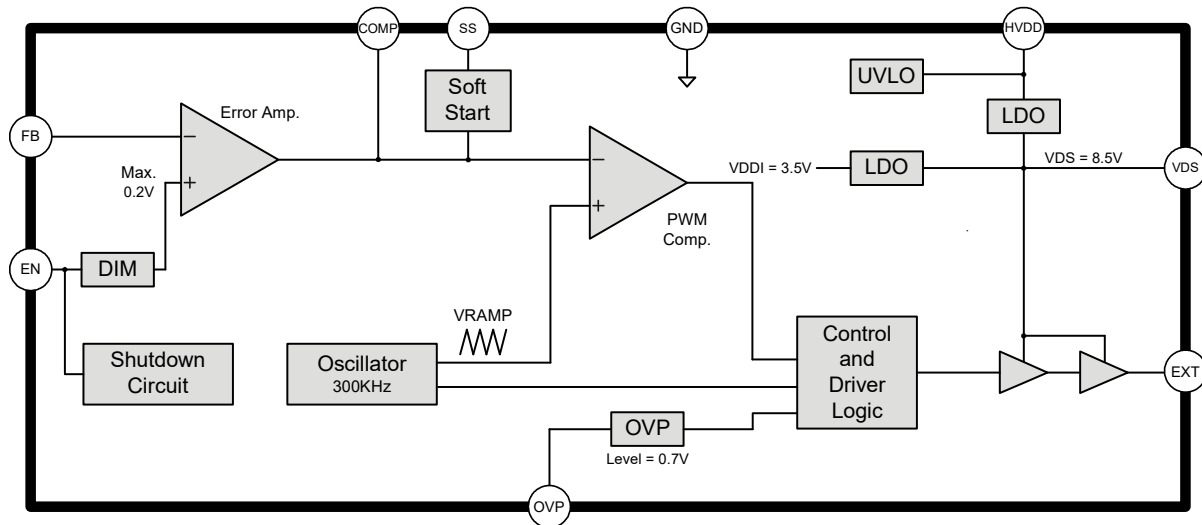 COMP
SS
GND
HVDD
Soft
Start
UVLO
LDO
Error Amp.
FB
−
Max.
0.2V
+
−
+
PWM
Comp.
VDDI = 3.5V
LDO
VDS = 8.5V
VDS
EN
DIM
VRAMP
Shutdown
Circuit
Oscillator
300KHz
Control
and
Driver
Logic
EXT
OVP
Level = 0.7V
OVP